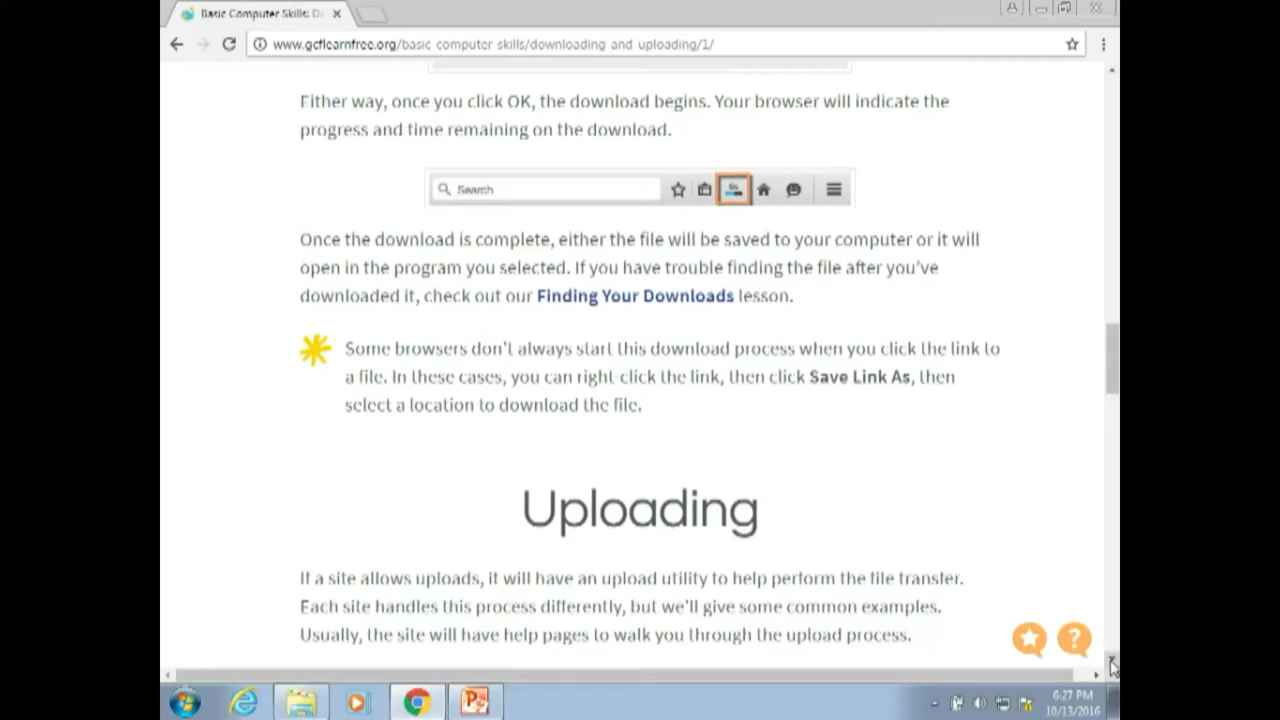 Basic Computer Skills: Do
www.gcflearnfree.org/basic computer skills/downloading and uploading/1/
Either way, once you click OK, the download begins. Your browser will indicate the
progress and time remaining on the download.
Search
Once the download is complete, either the file will be saved to your computer or it will
open in the program you selected. If you have trouble finding the file after you've
downloaded it, check out our Finding Your Downloads lesson.
Some browsers don't always start this download process when you click the link to
a file. In these cases, you can right click the link, then click Save Link As, then
select a location to download the file.
Uploading
If a site allows uploads, it will have an upload utility to help perform the file transfer.
Each site handles this process differently, but we'll give some common examples.
Usually, the site will have help pages to walk you through the upload process.
6:27 PM
10/13/2016